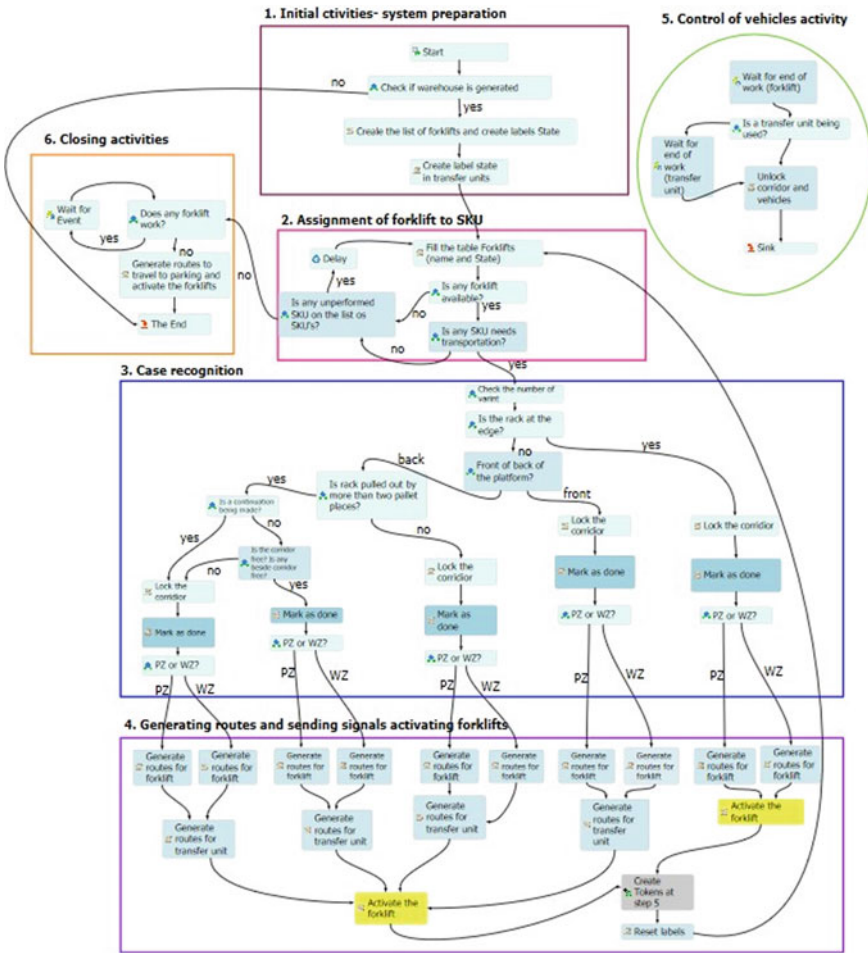 1. Initial ctivities- system preparation
5. Control of vehicles activity
Start
no
Check if warehouse is generated
yes
Creale the list of forklifts and create labels State
Create label state
in transfer units
Wait for end of
work (forklift)
Is a transfer unit being
used?
Wait for
end of
work
(transfer
unit)
Unlock
corridor and
vehicles
Sink
6. Closing activities
Wait for
Event
Does any forklift
work?
yes
no
Generate routes to
travel to parking and
activate the forklifts
The End
no
2. Assignment of forklift to SKU
Delay
Fill the table Forklifts
(name and State)
yes
Is any forklift
available?
Is any unperformed
SKU on the list os
SKU's?
no
yes
Is any SKU needs
transportation?
no
yes
3. Case recognition
Check the number of
varint
Is the rack at the
edge?
yes
no
back
Front of back of
the platform?
front
yes
Is rack pulled out by
more than two pallet
places?
Is a continuation
being made?
no
no
yes
Is the corridor
free? Is any
beside corridor
free?
no
yes
Lock the
corridior
Lock the
corridior
Lock the
corridior
Lock the corridior
Mark as done
Mark as done
Mark as
done
Mark as done
Mark as done
PZ or WZ?
PZ or WZ?
PZ or WZ?
PZ or WZ?
PZ or WZ?
PZ
WZ
PZ
WZ
PZ
WZ
PZ
WZ
PZ
WZ
4. Generating routes and sending signals activating forklifts
Generate
routes for
forklift
Generate
routes for
forklift
Generate
routes for
forklift
Generate
routes for
forklift
Generate
routes for
forklift
Generate
routes for
forklift
Generate
routes for
forklift
Generate
routes for
forklift
Generate
routes for
forklift
Generate
routes for
forklift
Generate
routes for
transfer unit
Generate
routes for
transfer unit
Generate
routes for
transfer unit
Generate
routes for
transfer unit
Activate the
forklift
Activate the
forklift
Create
Tokens at
step 5
Reset labels